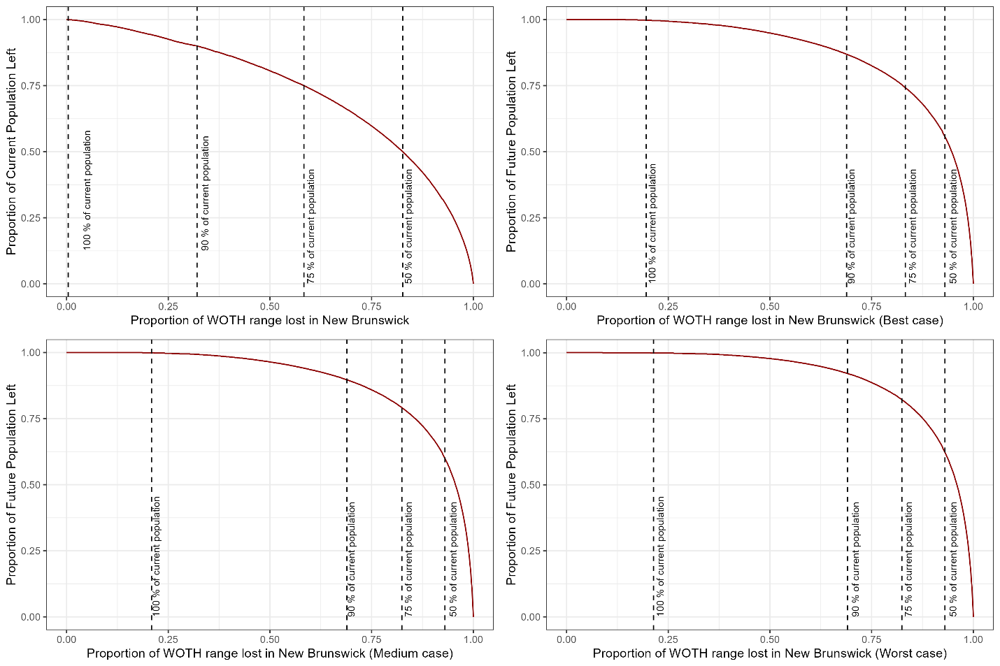 Proportion of Current Population Left
1.00
0.75
0.50
0.25
0.00
100 % of current population
90 % of current population
75 % of current population
50 % of current population
0.00 0.25 0.50 0.75 1.00
Proportion of WOTH range lost in New Brunswick
Proportion of Future Population Left
1.00
0.75
0.50
0.25
0.00
100 % of current population
90 % of current population
75 % of current population
50 % of current population
0.00 0.25 0.50 0.75 1.00
Proportion of WOTH range lost in New Brunswick (Best case)
Proportion of Future Population Left
1.00
0.75
0.50
0.25
0.00
100 % of current population
90 % of current population
75 % of current population
50 % of current population
0.00 0.25 0.50 0.75 1.00
Proportion of WOTH range lost in New Brunswick (Medium case)
Proportion of Future Population Left
1.00
0.75
0.50
0.25
0.00
100 % of current population
90 % of current population
75 % of current population
50 % of current population
0.00 0.25 0.50 0.75 1.00
Proportion of WOTH range lost in New Brunswick (Worst case)